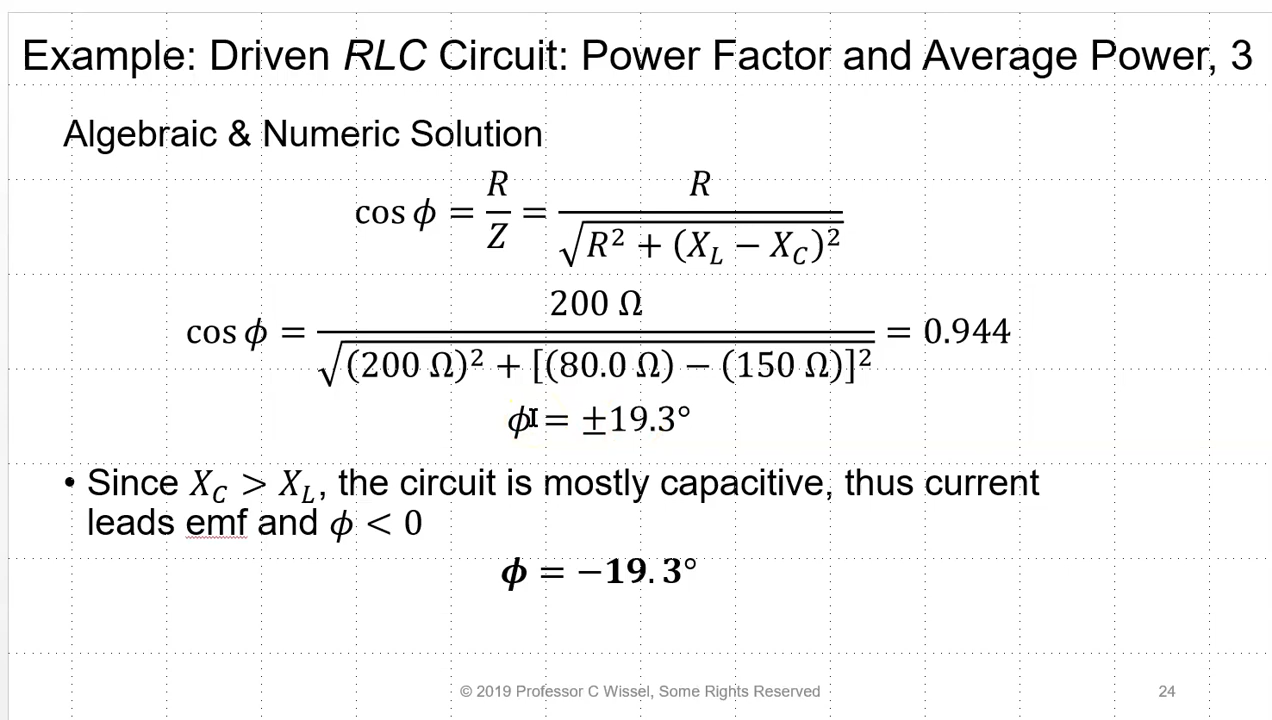 Example: Driven RLC Circuit: Power Factor and Average Power, 3
Algebraic & Numeric Solution
cos ϕ = R/Z = R/√(R² + (X_L − X_C)²)
cos ϕ = 200 Ω/√((200 Ω)² + [(80.0 Ω) − (150 Ω)]²) = 0.944
ϕ = ±19.3°
• Since X_C > X_L, the circuit is mostly capacitive, thus current
leads emf and ϕ < 0
ϕ = −19.3°
© 2019 Professor C Wissel, Some Rights Reserved
24